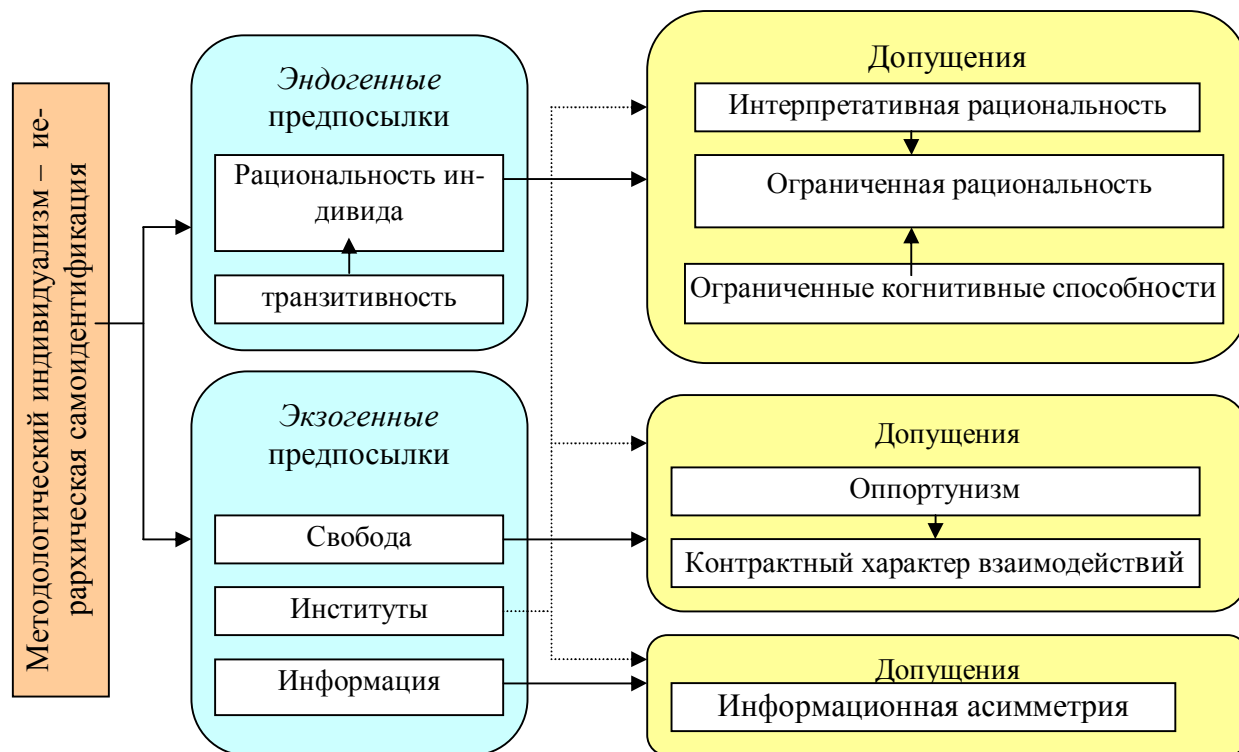 Методологический индивидуализм – ие-
рархическая самоидентификация
Эндогенные
предпосылки
Рациональность ин-
дивида
транзитивность
Экзогенные
предпосылки
Свобода
Институты
Информация
Допущения
Интерпретативная рациональность
Ограниченная рациональность
Ограниченные когнитивные способности
Допущения
Оппортунизм
Контрактный характер взаимодействий
Допущения
Информационная асимметрия